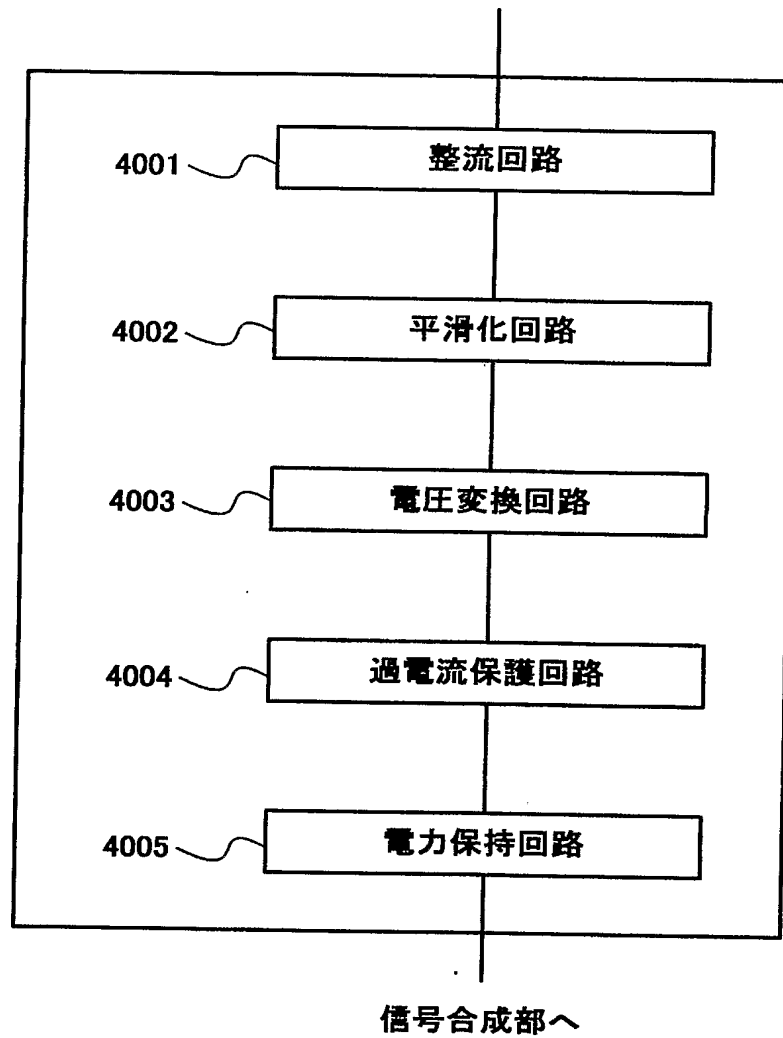 4001 整流回路
4002 平滑化回路
4003 電圧変換回路
4004 過電流保護回路
4005 電力保持回路
信号合成部へ